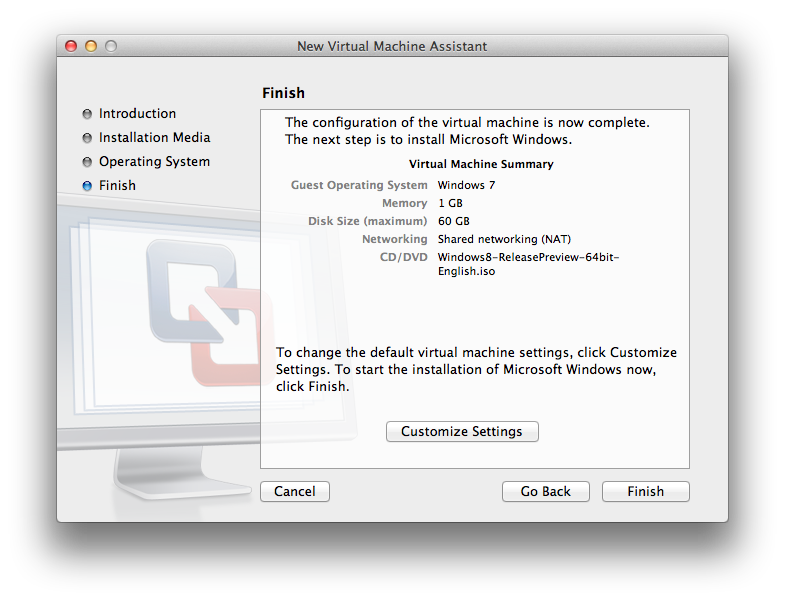 New Virtual Machine Assistant
Finish
Introduction
Installation Media
Operating System
Finish
The configuration of the virtual machine is now complete.
The next step is to install Microsoft Windows.
Virtual Machine Summary
Guest Operating System Windows 7
Memory 1 GB
Disk Size (maximum) 60 GB
Networking Shared networking (NAT)
CD/DVD Windows8-ReleasePreview-64bit-
English.iso
To change the default virtual machine settings, click Customize
Settings. To start the installation of Microsoft Windows now,
click Finish.
Customize Settings
Cancel Go Back Finish